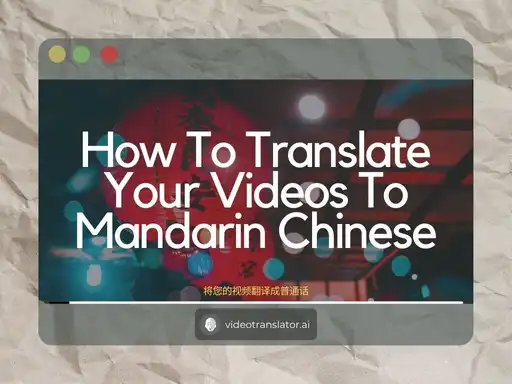 How To Translate
Your Videos To
Mandarin Chinese
将您的视频翻译成普通话
videotranslator.ai